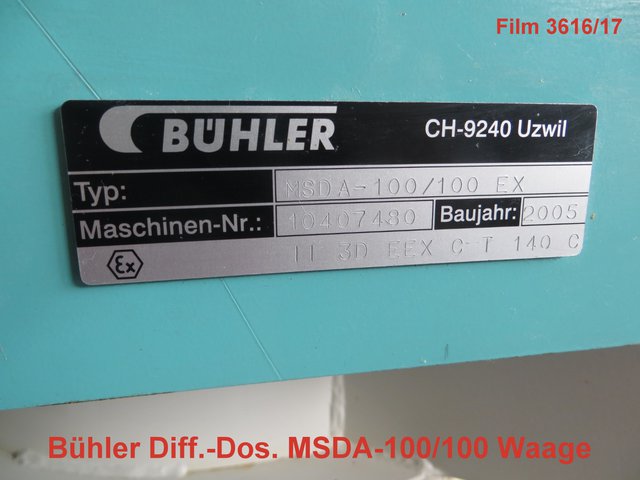 Film 3616/17
BÜHLER
CH-9240 Uzwil
Typ: MSDA-100/100 EX
Maschinen-Nr.: 10407480 Baujahr: 2005
Ex II 3D EEX C T 140 C
Bühler Diff.-Dos. MSDA-100/100 Waage